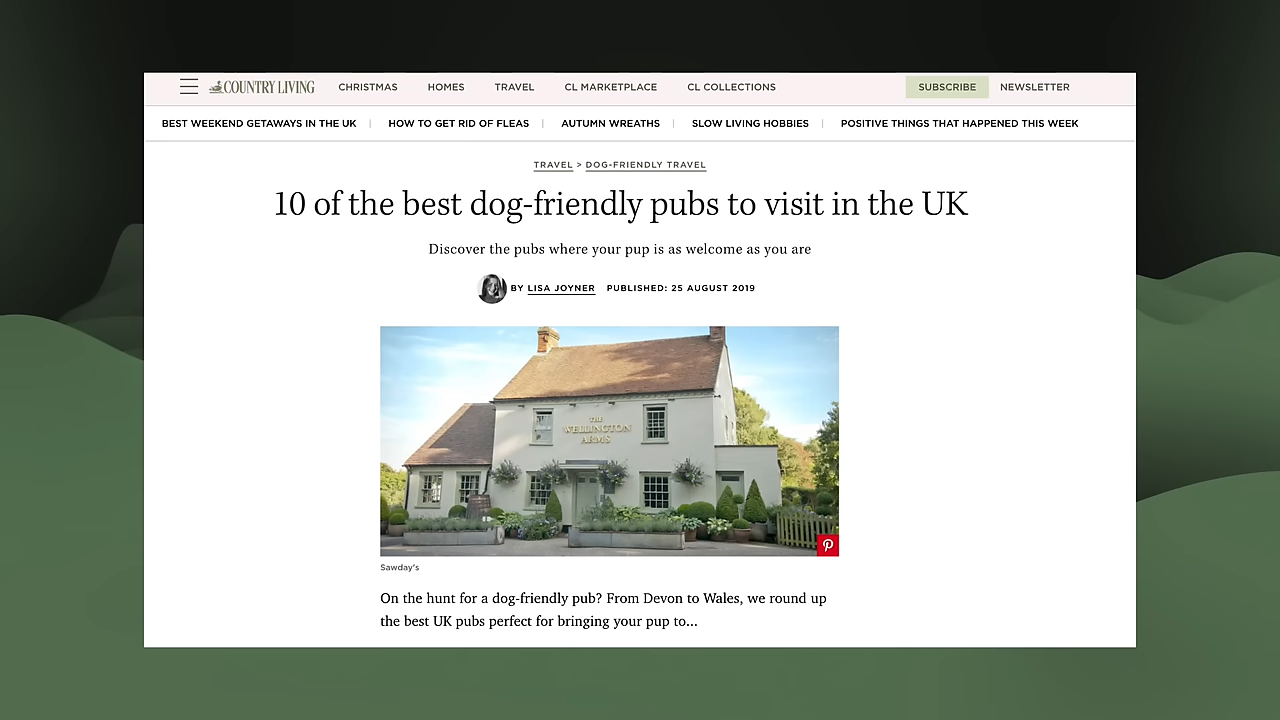 COUNTRY LIVING CHRISTMAS HOMES TRAVEL CL MARKETPLACE CL COLLECTIONS SUBSCRIBE NEWSLETTER
BEST WEEKEND GETAWAYS IN THE UK | HOW TO GET RID OF FLEAS | AUTUMN WREATHS | SLOW LIVING HOBBIES | POSITIVE THINGS THAT HAPPENED THIS WEEK
TRAVEL > DOG-FRIENDLY TRAVEL
10 of the best dog-friendly pubs to visit in the UK
Discover the pubs where your pup is as welcome as you are
BY LISA JOYNER PUBLISHED: 25 AUGUST 2019
THE
WELLINGTON
ARMS
Sawday's
On the hunt for a dog-friendly pub? From Devon to Wales, we round up
the best UK pubs perfect for bringing your pup to...